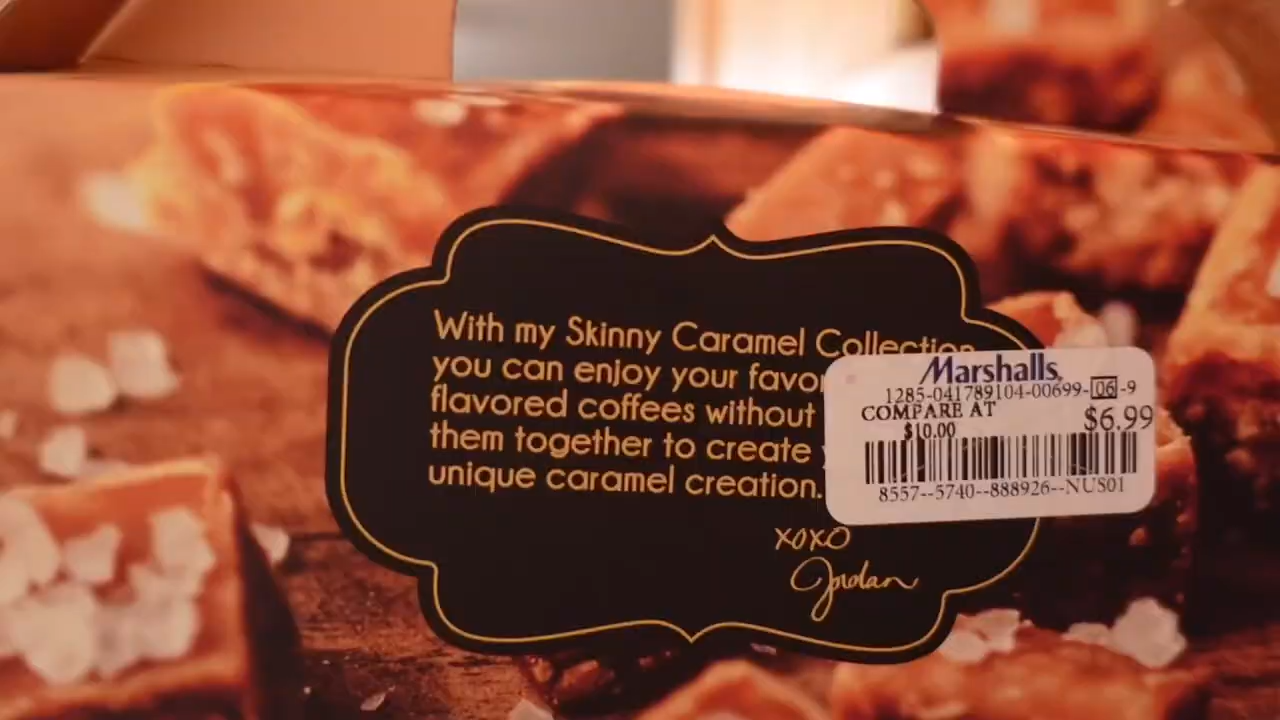 With my Skinny Caramel Collection
you can enjoy your
flavored coffees without
them together to create
unique caramel creation.
xoxo
Jordan
Marshalls
1285-041789104-00699-06-9
COMPARE AT
$10.00
$6.99
8557--5740--888926--NUS01